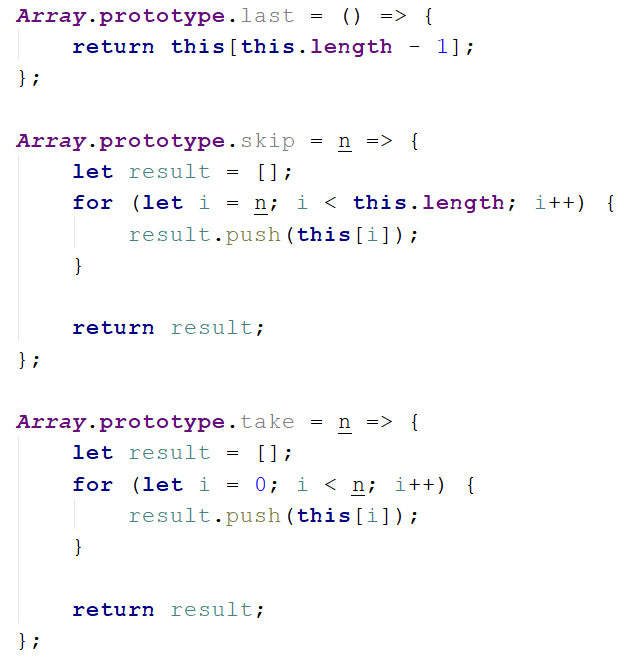 Array.prototype.last = () => {
    return this[this.length - 1];
};

Array.prototype.skip = n => {
    let result = [];
    for (let i = n; i < this.length; i++) {
        result.push(this[i]);
    }

    return result;
};

Array.prototype.take = n => {
    let result = [];
    for (let i = 0; i < n; i++) {
        result.push(this[i]);
    }

    return result;
};